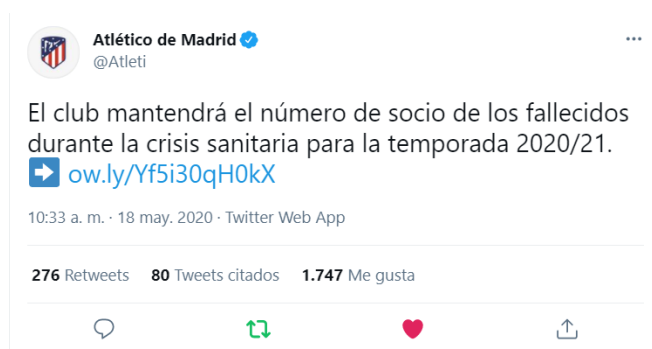 Atlético de Madrid
@Atleti
El club mantendrá el número de socio de los fallecidos
durante la crisis sanitaria para la temporada 2020/21.
➡ ow.ly/Yf5i30qH0kX
10:33 a. m. · 18 may. 2020 · Twitter Web App
276 Retweets 80 Tweets citados 1.747 Me gusta